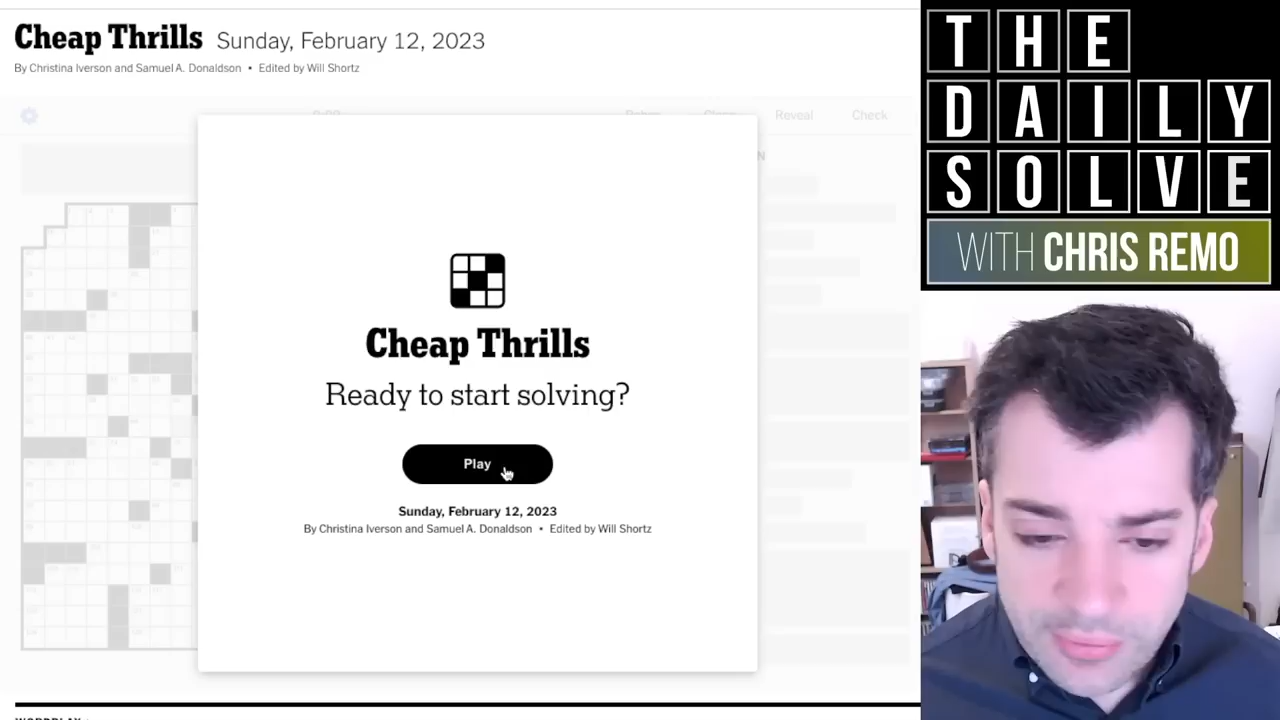 Cheap Thrills Sunday, February 12, 2023
By Christina Iverson and Samuel A. Donaldson • Edited by Will Shortz
Reveal
Check
Cheap Thrills
Ready to start solving?
Play
Sunday, February 12, 2023
By Christina Iverson and Samuel A. Donaldson • Edited by Will Shortz
THE
DAILY
SOLVE
WITH CHRIS REMO